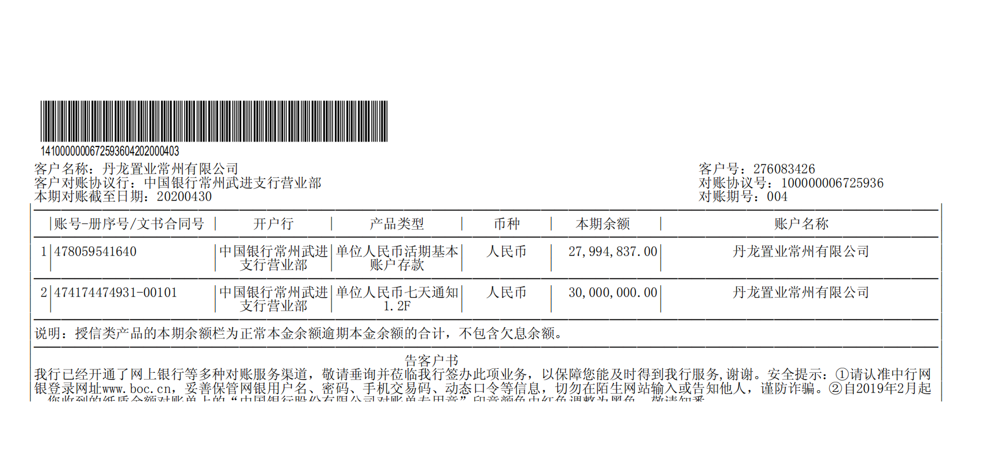 1410000000672593604202000403
客户名称：丹龙置业常州有限公司 客户号：276083426
客户对账协议行：中国银行常州武进支行营业部 对账协议号：100000006725936
本期对账截至日期：20200430 对账期号：004
账号-册序号/文书合同号 开户行 产品类型 币种 本期余额 账户名称
1 478059541640 中国银行常州武进 单位人民币活期基本 人民币 27,994,837.00 丹龙置业常州有限公司
支行营业部 账户存款
2 474174474931-00101 中国银行常州武进 单位人民币七天通知 人民币 30,000,000.00 丹龙置业常州有限公司
支行营业部 1.2F
说明：授信类产品的本期余额栏为正常本金余额逾期本金余额的合计，不包含欠息余额。
告客户书
我行已经开通了网上银行等多种对账服务渠道，敬请垂询并莅临我行签办此项业务，以保障您能及时得到我行服务,谢谢。安全提示：①请认准中行网
银登录网址www.boc.cn，妥善保管网银用户名、密码、手机交易码、动态口令等信息，切勿在陌生网站输入或告知他人，谨防诈骗。②自2019年2月起
，您收到的纸质余额对账单上的“中国银行股份有限公司对账单专用章”印章颜色由红色调整为黑色，敬请知悉